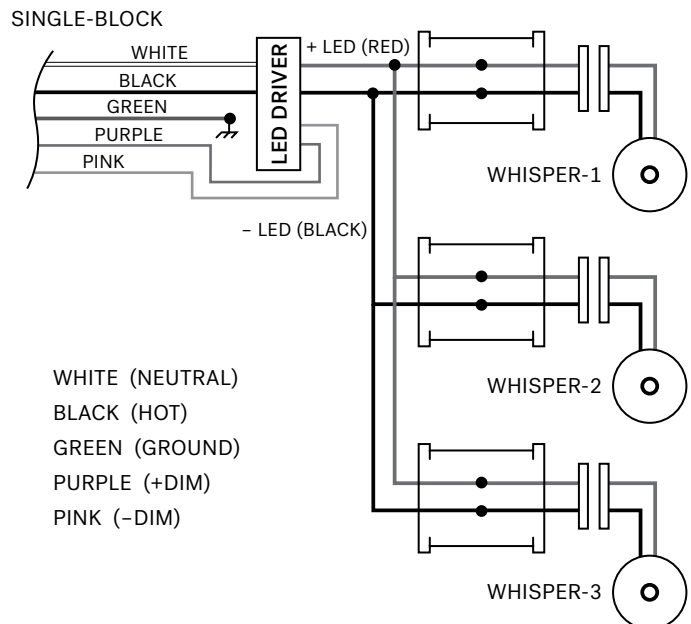 SINGLE-BLOCK
WHITE
BLACK
GREEN
PURPLE
PINK
LED DRIVER
+ LED (RED)
– LED (BLACK)
WHISPER-1
WHISPER-2
WHISPER-3
WHITE (NEUTRAL)
BLACK (HOT)
GREEN (GROUND)
PURPLE (+DIM)
PINK (–DIM)